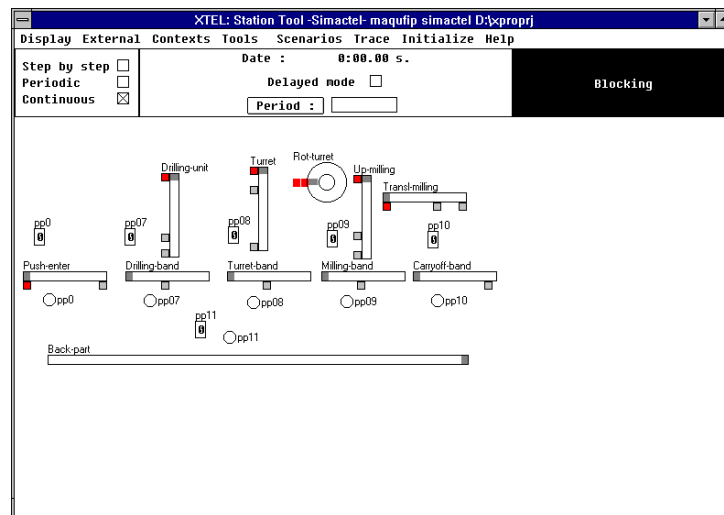 XTEL: Station Tool -Simactel- maqufip simactel D:\xproprj
Display External Contexts Tools Scenarios Trace Initialize Help
Step by step
Periodic
Continuous
Date : 0:00.00 s.
Delayed mode
Period :
Blocking
Drilling-unit
Turret
Rot-turret
Up-milling
Transl-milling
pp0
0
pp07
0
pp08
0
pp09
0
pp10
0
Push-enter
Drilling-band
Turret-band
Milling-band
Carryoff-band
pp0
pp07
pp08
pp09
pp10
pp11
0
pp11
Back-part